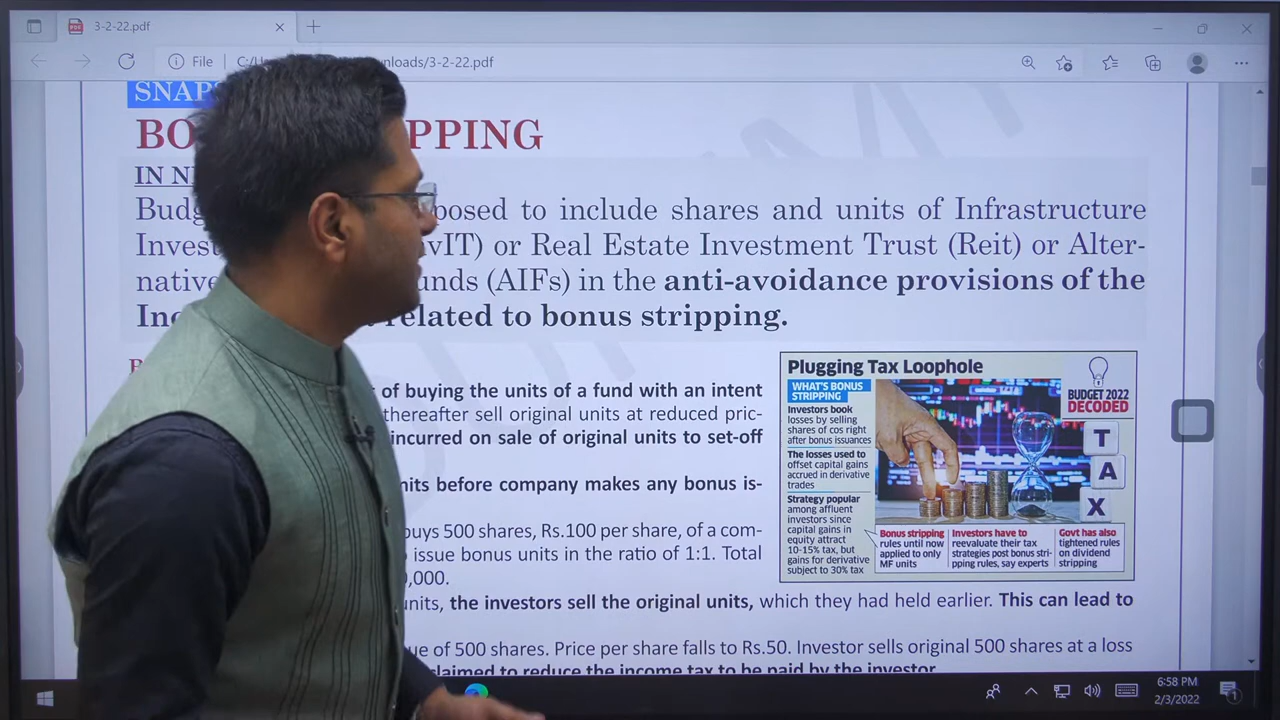 3-2-22.pdf
File
nloads/3-2-22.pdf
SNAP
BO PPING
IN N
Budg posed to include shares and units of Infrastructure
Invest vIT) or Real Estate Investment Trust (Reit) or Alter-
native unds (AIFs) in the anti-avoidance provisions of the
Inc related to bonus stripping.
of buying the units of a fund with an intent
thereafter sell original units at reduced pric-
incurred on sale of original units to set-off
nits before company makes any bonus is-
buys 500 shares, Rs.100 per share, of a com-
issue bonus units in the ratio of 1:1. Total
,000.
units, the investors sell the original units, which they had held earlier. This can lead to
ue of 500 shares. Price per share falls to Rs.50. Investor sells original 500 shares at a loss
claimed to reduce the income tax to be paid by the investor.
Plugging Tax Loophole
WHAT'S BONUS
STRIPPING
Investors book
losses by selling
shares of cos right
after bonus issuances
The losses used to
offset capital gains
accrued in derivative
trades
Strategy popular
among affluent
investors since
capital gains in
equity attract
10-15% tax, but
gains for derivative
subject to 30% tax
BUDGET 2022
DECODED
T
A
X
Bonus stripping
rules until now
applied to only
MF units
Investors have to
reevaluate their tax
strategies post bonus stri-
pping rules, say experts
Govt has also
tightened rules
on dividend
stripping
6:58 PM
2/3/2022